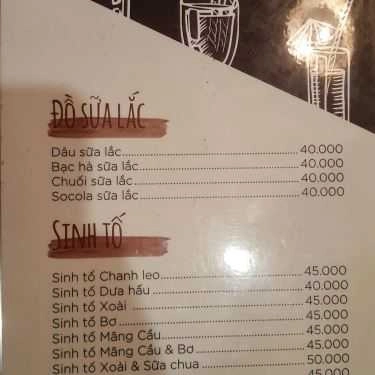 ĐỒ SỮA LẮC
Dâu sữa lắc 40.000
Bạc hà sữa lắc 40.000
Chuối sữa lắc 40.000
Socola sữa lắc 40.000
SINH TỐ
Sinh tố Chanh leo 45.000
Sinh tố Dưa hấu 40.000
Sinh tố Xoài 45.000
Sinh tố Bơ 45.000
Sinh tố Mãng Cầu 45.000
Sinh tố Mãng Cầu & Bơ 50.000
Sinh tố Xoài & Sữa chua 45.000